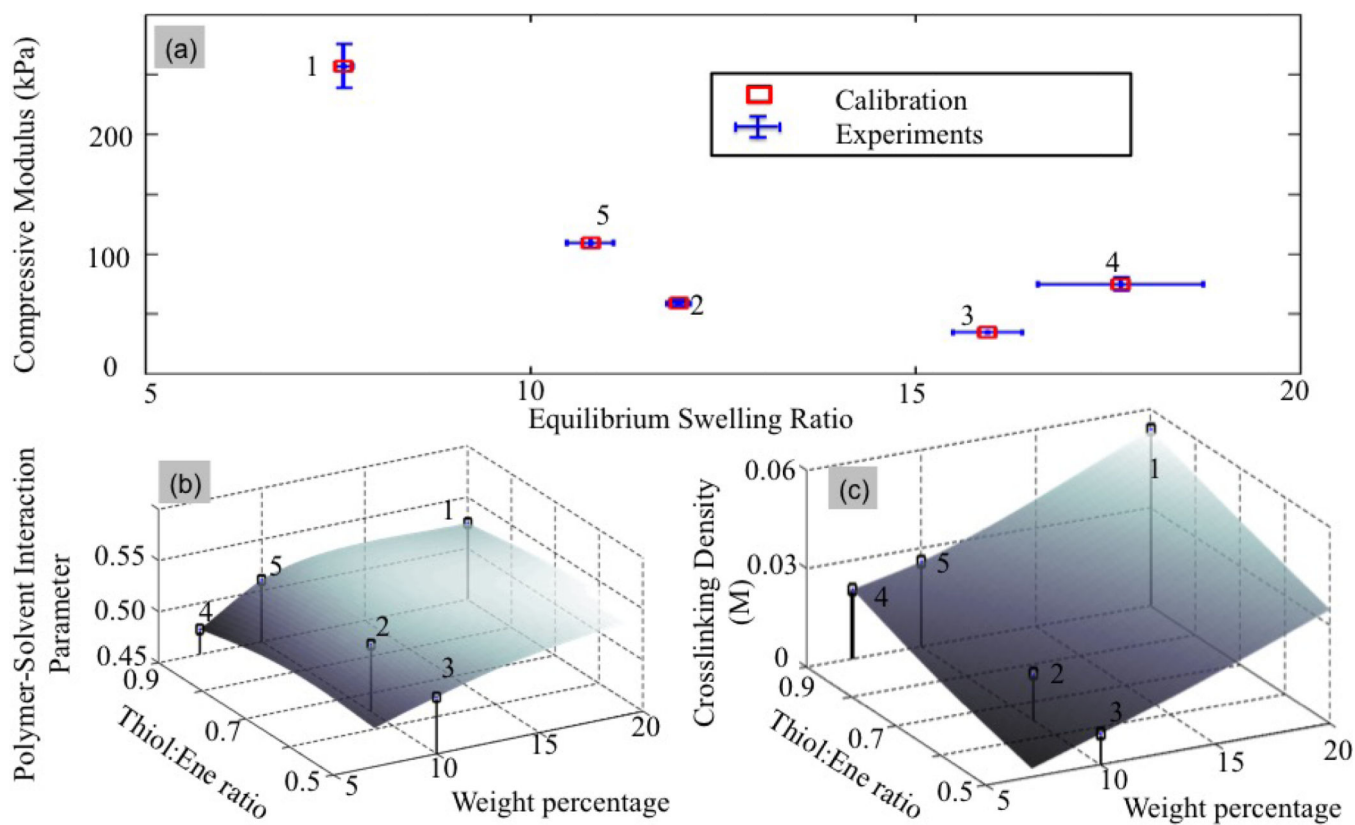 (a)
Compressive Modulus (kPa)
200
100
0
1
5
2
3
4
Calibration
Experiments
5
10
15
20
Equilibrium Swelling Ratio
(b)
Polymer-Solvent Interaction
Parameter
0.55
0.50
0.45
0.9
0.7
0.5
Thiol:Ene ratio
5
10
15
20
Weight percentage
1
5
4
2
3
(c)
Crosslinking Density
(M)
0.06
0.03
0
0.9
0.7
0.5
Thiol:Ene ratio
5
10
15
20
Weight percentage
1
5
4
2
3